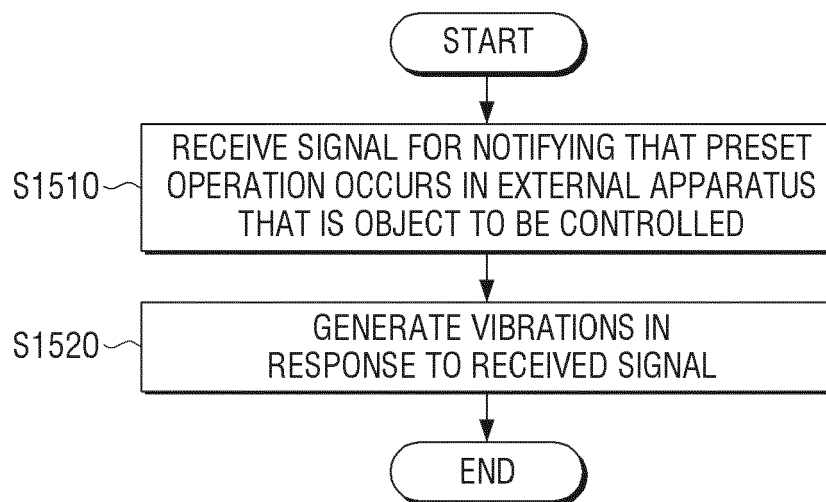 START
S1510
RECEIVE SIGNAL FOR NOTIFYING THAT PRESET
OPERATION OCCURS IN EXTERNAL APPARATUS
THAT IS OBJECT TO BE CONTROLLED
S1520
GENERATE VIBRATIONS IN
RESPONSE TO RECEIVED SIGNAL
END